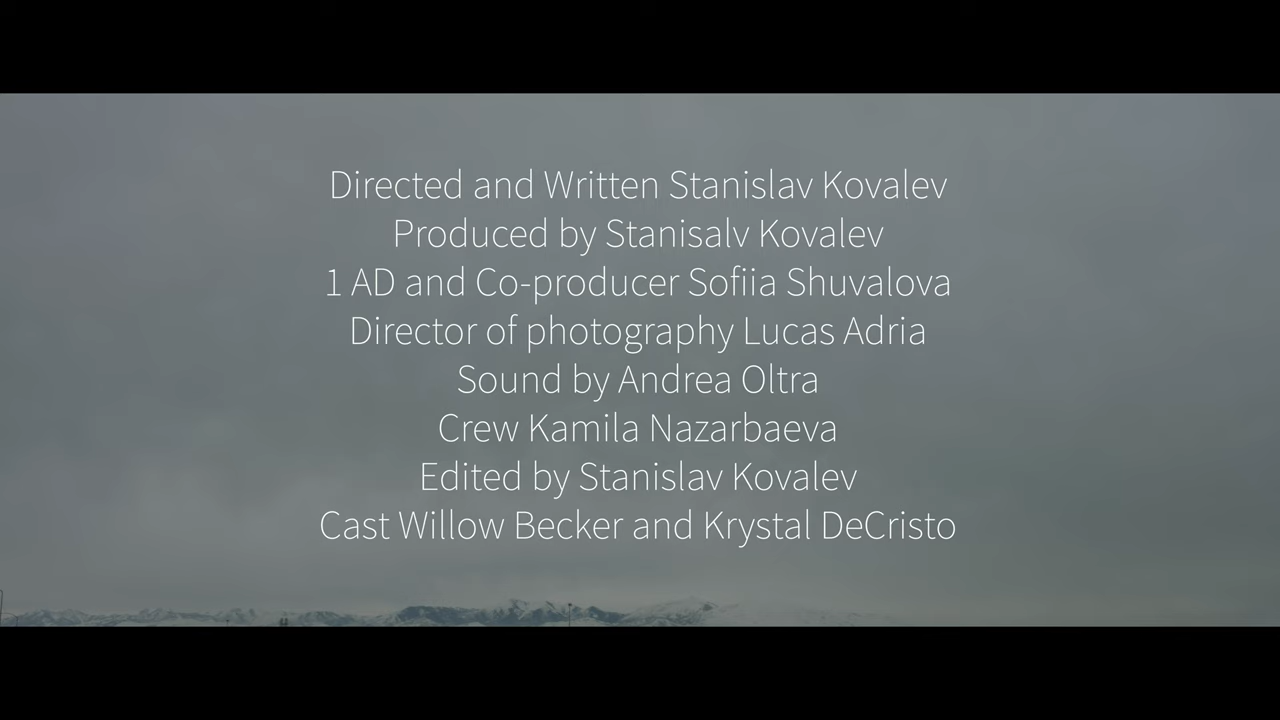 Directed and Written Stanislav Kovalev
Produced by Stanisalv Kovalev
1 AD and Co-producer Sofiia Shuvalova
Director of photography Lucas Adria
Sound by Andrea Oltra
Crew Kamila Nazarbaeva
Edited by Stanislav Kovalev
Cast Willow Becker and Krystal DeCristo